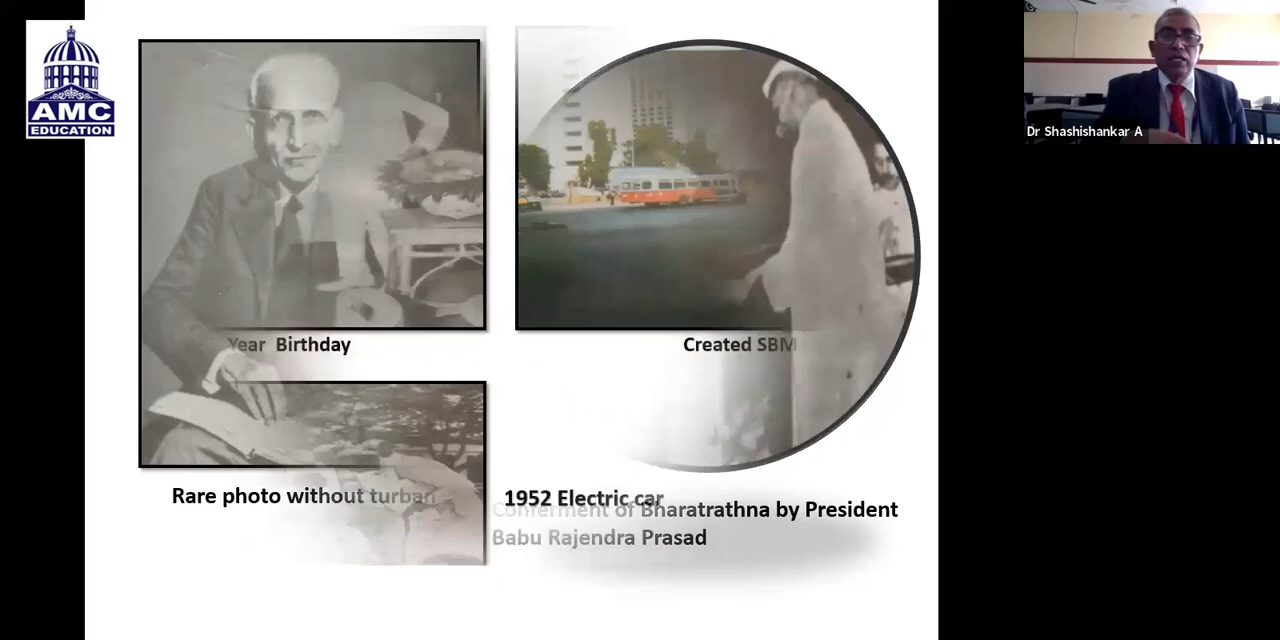 AMC
EDUCATION
Dr Shashishankar A
Year Birthday
Created SBM
Rare photo without turban
1952 Electric car
Conferment of Bharatrathna by President
Babu Rajendra Prasad